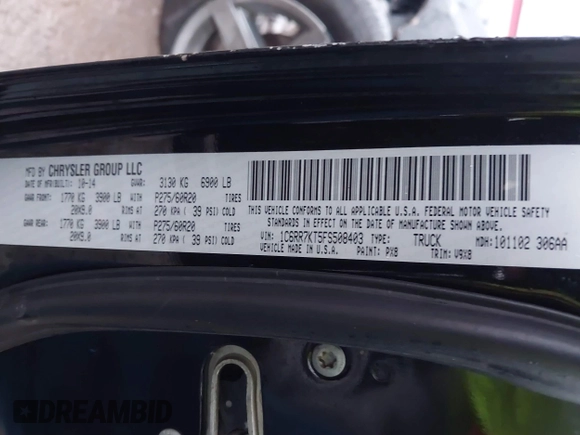 MFD BY CHRYSLER GROUP LLC
DATE OF MFR/BUILT: 10-14 GVWR: 3130 KG 6900 LB
GAWR FRONT: 1770 KG 3900 LB P275/60R20 TIRES
20X9.0 RIMS AT 270 KPA ( 39 PSI) COLD
GAWR REAR: 1770 KG 3900 LB P275/60R20 TIRES
20X9.0 RIMS AT 270 KPA ( 39 PSI) COLD
THIS VEHICLE CONFORMS TO ALL APPLICABLE U.S.A. FEDERAL MOTOR VEHICLE SAFETY
STANDARDS IN EFFECT ON THE DATE OF MANUFACTURE SHOWN ABOVE.
VIN: 1C6RR7KT5FS508403 TYPE: TRUCK MDH: 101102 306AA
VEHICLE MADE IN U.S.A. PAINT: PXB TRIM: V9XB
DREAMBID